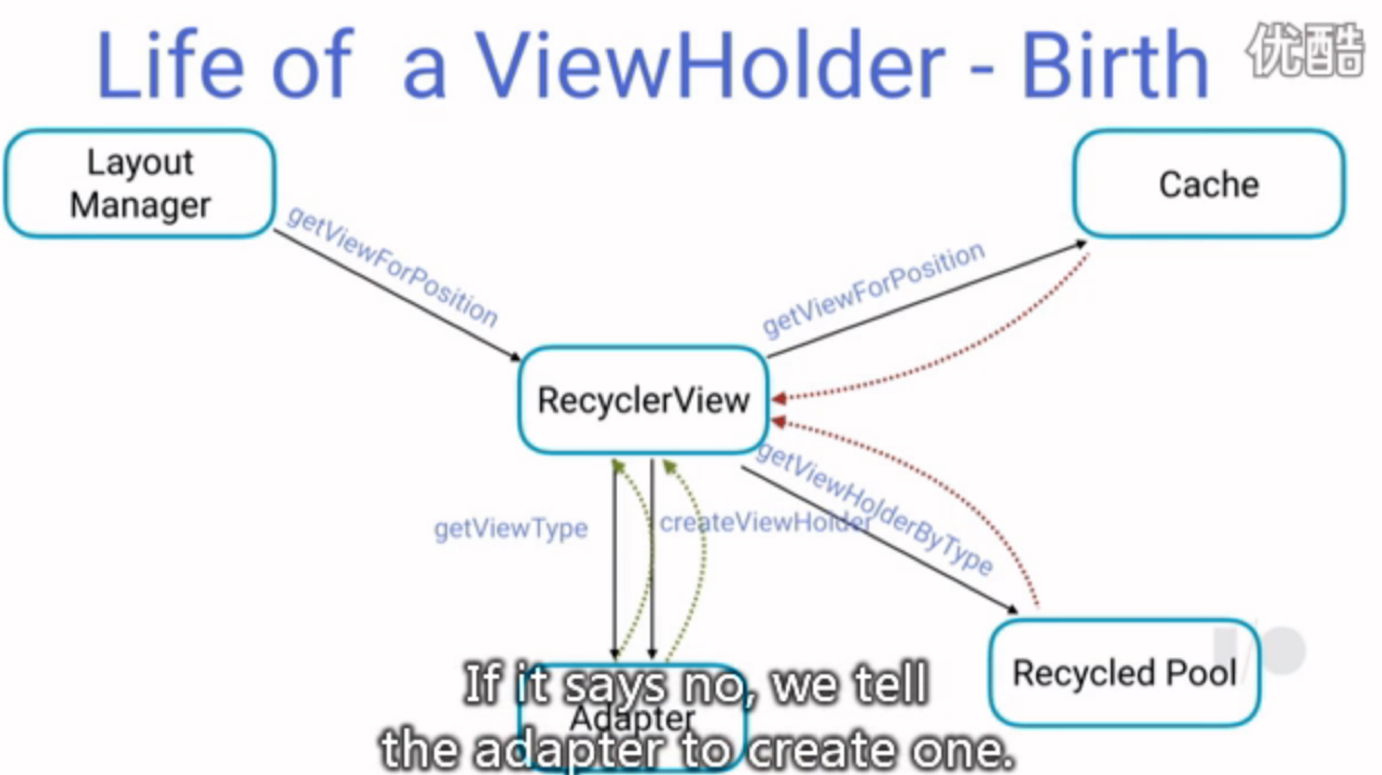 Life of a ViewHolder - Birth
优酷
Layout
Manager
Cache
getViewForPosition
getViewForPosition
RecyclerView
getViewHolderByType
getViewType
createViewHolder
Recycled Pool
I/O
Adapter
If it says no, we tell
the adapter to create one.